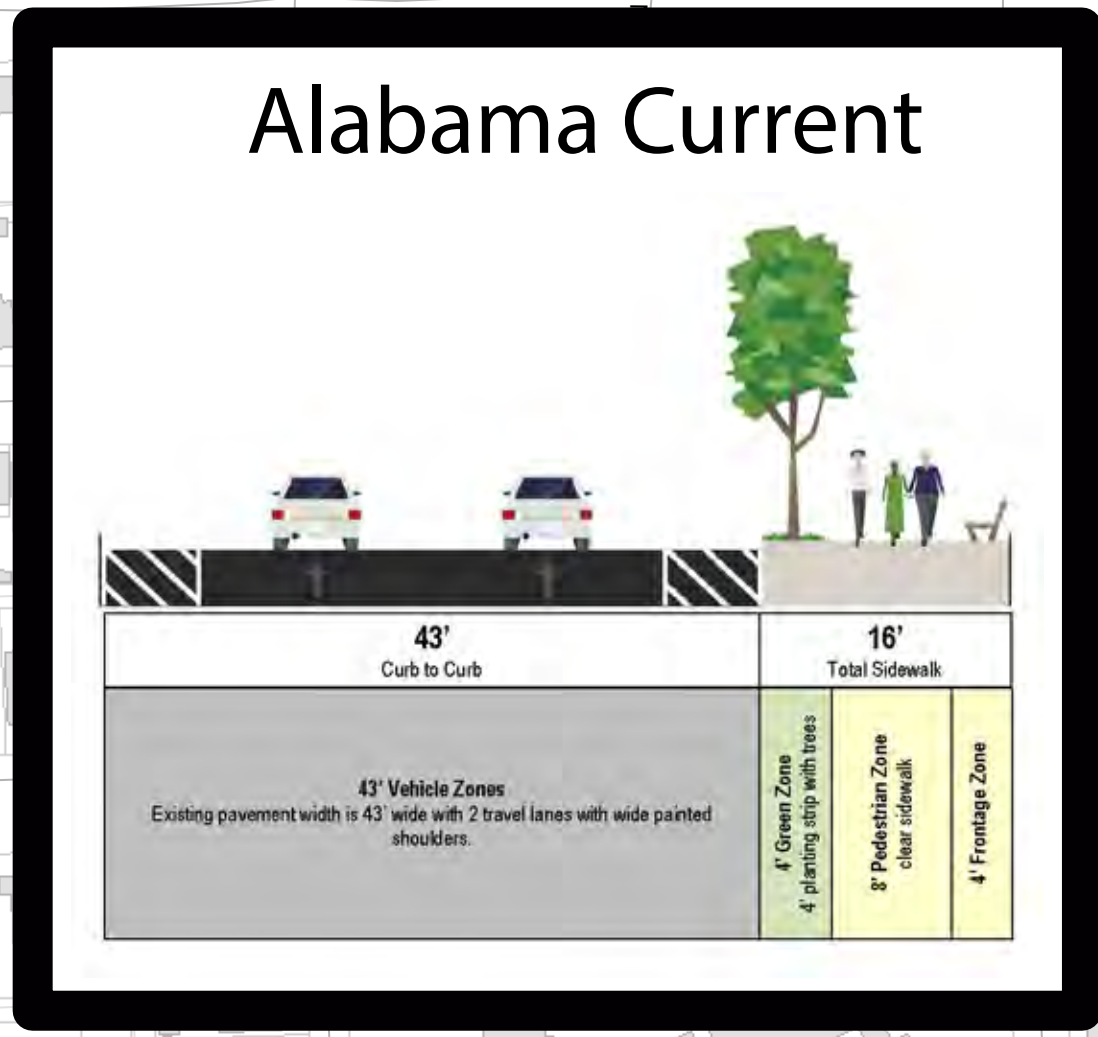 Alabama Current
43’
Curb to Curb
16’
Total Sidewalk
43’ Vehicle Zones
Existing pavement width is 43’ wide with 2 travel lanes with wide painted
shoulders.
4’ Green Zone
4’ planting strip with trees
8’ Pedestrian Zone
clear sidewalk
4’ Frontage Zone